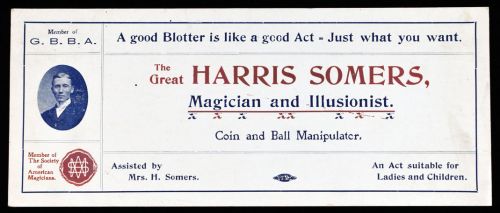 Member of
G. B. B. A.
A good Blotter is like a good Act - Just what you want.
The
Great HARRIS SOMERS,
Magician and Illusionist.
Coin and Ball Manipulator.
Member of
The Society
of
American
Magicians.
Assisted by
Mrs. H. Somers.
An Act suitable for
Ladies and Children.